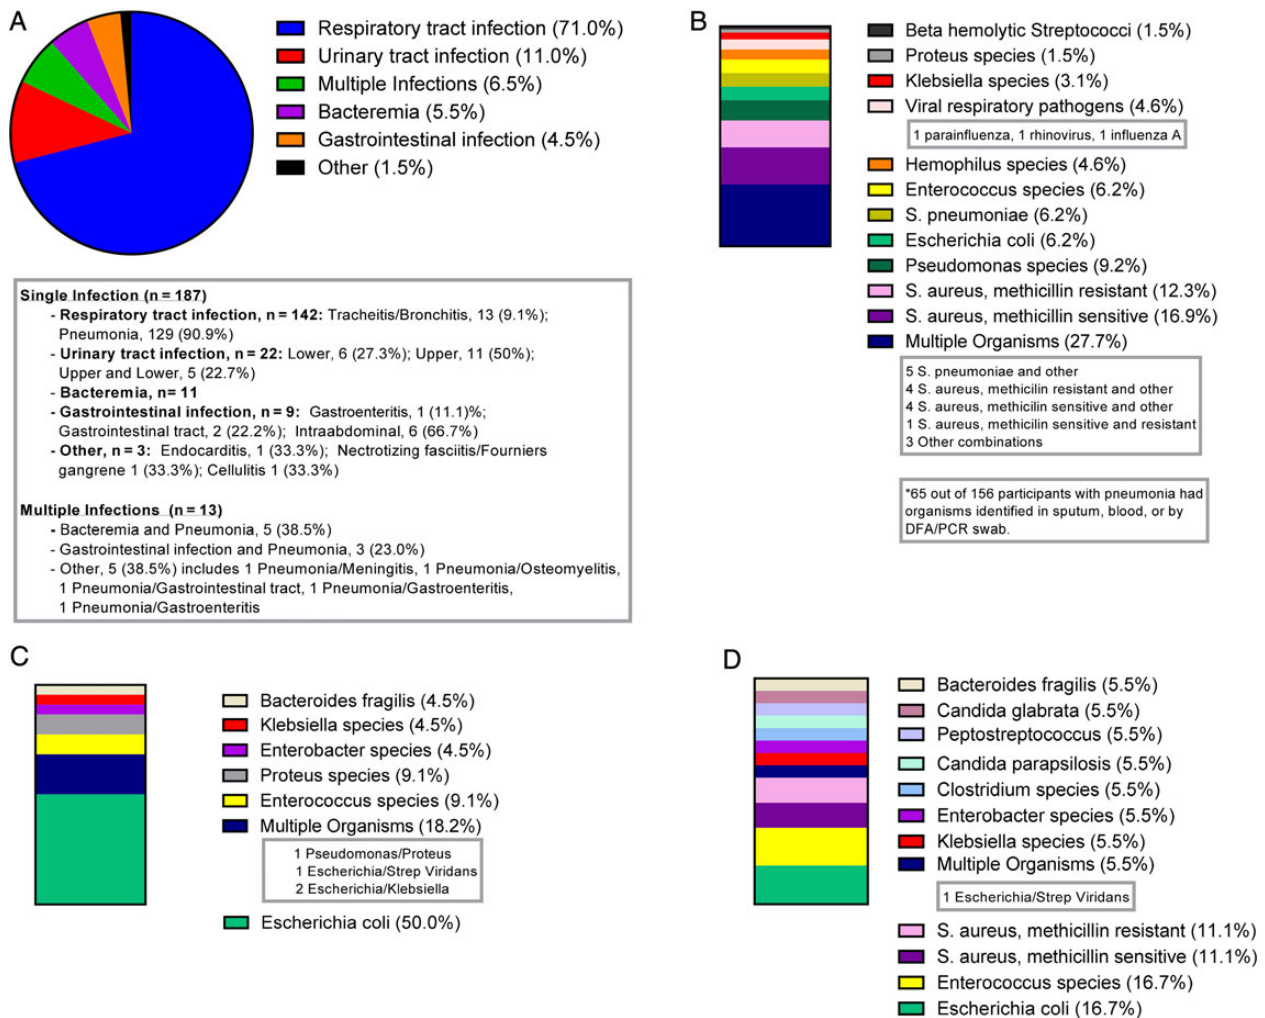 A
Respiratory tract infection (71.0%)
Urinary tract infection (11.0%)
Multiple Infections (6.5%)
Bacteremia (5.5%)
Gastrointestinal infection (4.5%)
Other (1.5%)
Single Infection (n = 187)
- Respiratory tract infection, n = 142: Tracheitis/Bronchitis, 13 (9.1%);
Pneumonia, 129 (90.9%)
- Urinary tract infection, n = 22: Lower, 6 (27.3%); Upper, 11 (50%);
Upper and Lower, 5 (22.7%)
- Bacteremia, n= 11
- Gastrointestinal infection, n = 9: Gastroenteritis, 1 (11.1)%;
Gastrointestinal tract, 2 (22.2%); Intraabdominal, 6 (66.7%)
- Other, n = 3: Endocarditis, 1 (33.3%); Nectrotizing fasciitis/Fourniers
gangrene 1 (33.3%); Cellulitis 1 (33.3%)
Multiple Infections (n = 13)
- Bacteremia and Pneumonia, 5 (38.5%)
- Gastrointestinal infection and Pneumonia, 3 (23.0%)
- Other, 5 (38.5%) includes 1 Pneumonia/Meningitis, 1 Pneumonia/Osteomyelitis,
1 Pneumonia/Gastrointestinal tract, 1 Pneumonia/Gastroenteritis,
1 Pneumonia/Gastroenteritis
B
Beta hemolytic Streptococci (1.5%)
Proteus species (1.5%)
Klebsiella species (3.1%)
Viral respiratory pathogens (4.6%)
1 parainfluenza, 1 rhinovirus, 1 influenza A
Hemophilus species (4.6%)
Enterococcus species (6.2%)
S. pneumoniae (6.2%)
Escherichia coli (6.2%)
Pseudomonas species (9.2%)
S. aureus, methicillin resistant (12.3%)
S. aureus, methicillin sensitive (16.9%)
Multiple Organisms (27.7%)
5 S. pneumoniae and other
4 S. aureus, methicilin resistant and other
4 S. aureus, methicilin sensitive and other
1 S. aureus, methicilin sensitive and resistant
3 Other combinations
*65 out of 156 participants with pneumonia had
organisms identified in sputum, blood, or by
DFA/PCR swab.
C
Bacteroides fragilis (4.5%)
Klebsiella species (4.5%)
Enterobacter species (4.5%)
Proteus species (9.1%)
Enterococcus species (9.1%)
Multiple Organisms (18.2%)
1 Pseudomonas/Proteus
1 Escherichia/Strep Viridans
2 Escherichia/Klebsiella
Escherichia coli (50.0%)
D
Bacteroides fragilis (5.5%)
Candida glabrata (5.5%)
Peptostreptococcus (5.5%)
Candida parapsilosis (5.5%)
Clostridium species (5.5%)
Enterobacter species (5.5%)
Klebsiella species (5.5%)
Multiple Organisms (5.5%)
1 Escherichia/Strep Viridans
S. aureus, methicillin resistant (11.1%)
S. aureus, methicillin sensitive (11.1%)
Enterococcus species (16.7%)
Escherichia coli (16.7%)